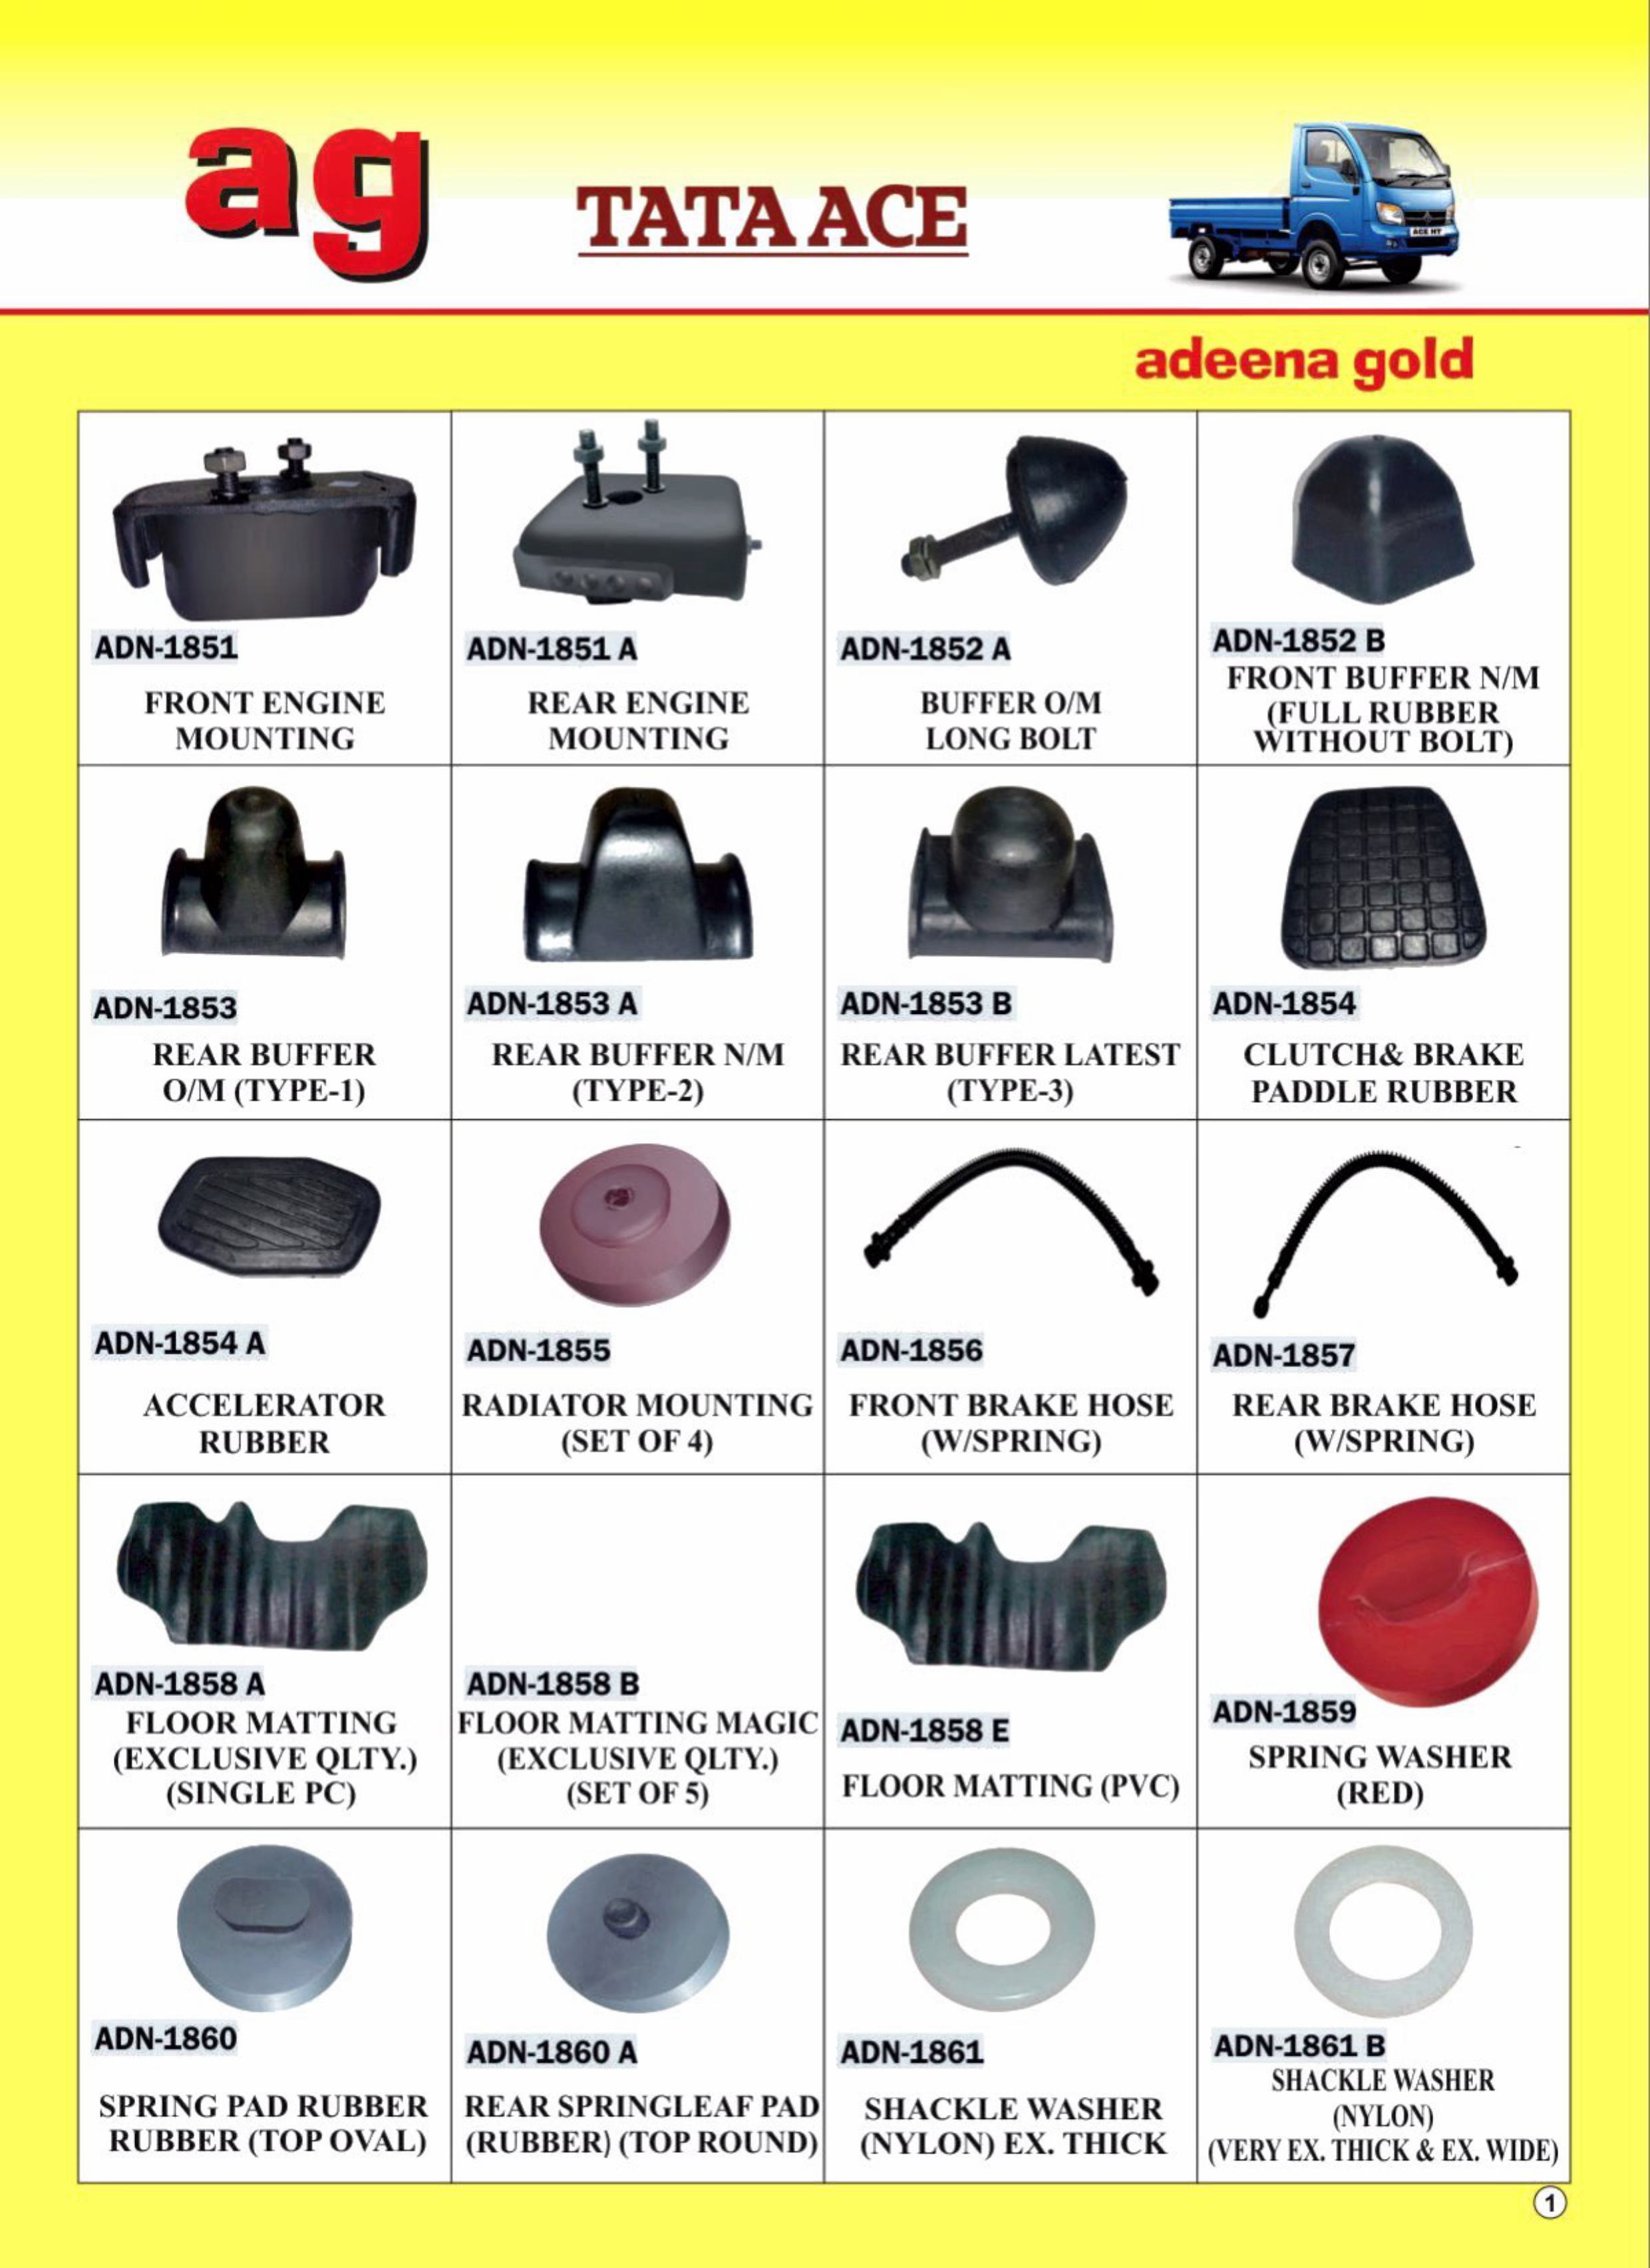 ag
TATA ACE
ACE HT
adeena gold
ADN-1851
FRONT ENGINE
MOUNTING
ADN-1851 A
REAR ENGINE
MOUNTING
ADN-1852 A
BUFFER O/M
LONG BOLT
ADN-1852 B
FRONT BUFFER N/M
(FULL RUBBER
WITHOUT BOLT)
ADN-1853
REAR BUFFER
O/M (TYPE-1)
ADN-1853 A
REAR BUFFER N/M
(TYPE-2)
ADN-1853 B
REAR BUFFER LATEST
(TYPE-3)
ADN-1854
CLUTCH& BRAKE
PADDLE RUBBER
ADN-1854 A
ACCELERATOR
RUBBER
ADN-1855
RADIATOR MOUNTING
(SET OF 4)
ADN-1856
FRONT BRAKE HOSE
(W/SPRING)
ADN-1857
REAR BRAKE HOSE
(W/SPRING)
ADN-1858 A
FLOOR MATTING
(EXCLUSIVE QLTY.)
(SINGLE PC)
ADN-1858 B
FLOOR MATTING MAGIC
(EXCLUSIVE QLTY.)
(SET OF 5)
ADN-1858 E
FLOOR MATTING (PVC)
ADN-1859
SPRING WASHER
(RED)
ADN-1860
SPRING PAD RUBBER
RUBBER (TOP OVAL)
ADN-1860 A
REAR SPRINGLEAF PAD
(RUBBER) (TOP ROUND)
ADN-1861
SHACKLE WASHER
(NYLON) EX. THICK
ADN-1861 B
SHACKLE WASHER
(NYLON)
(VERY EX. THICK & EX. WIDE)
1